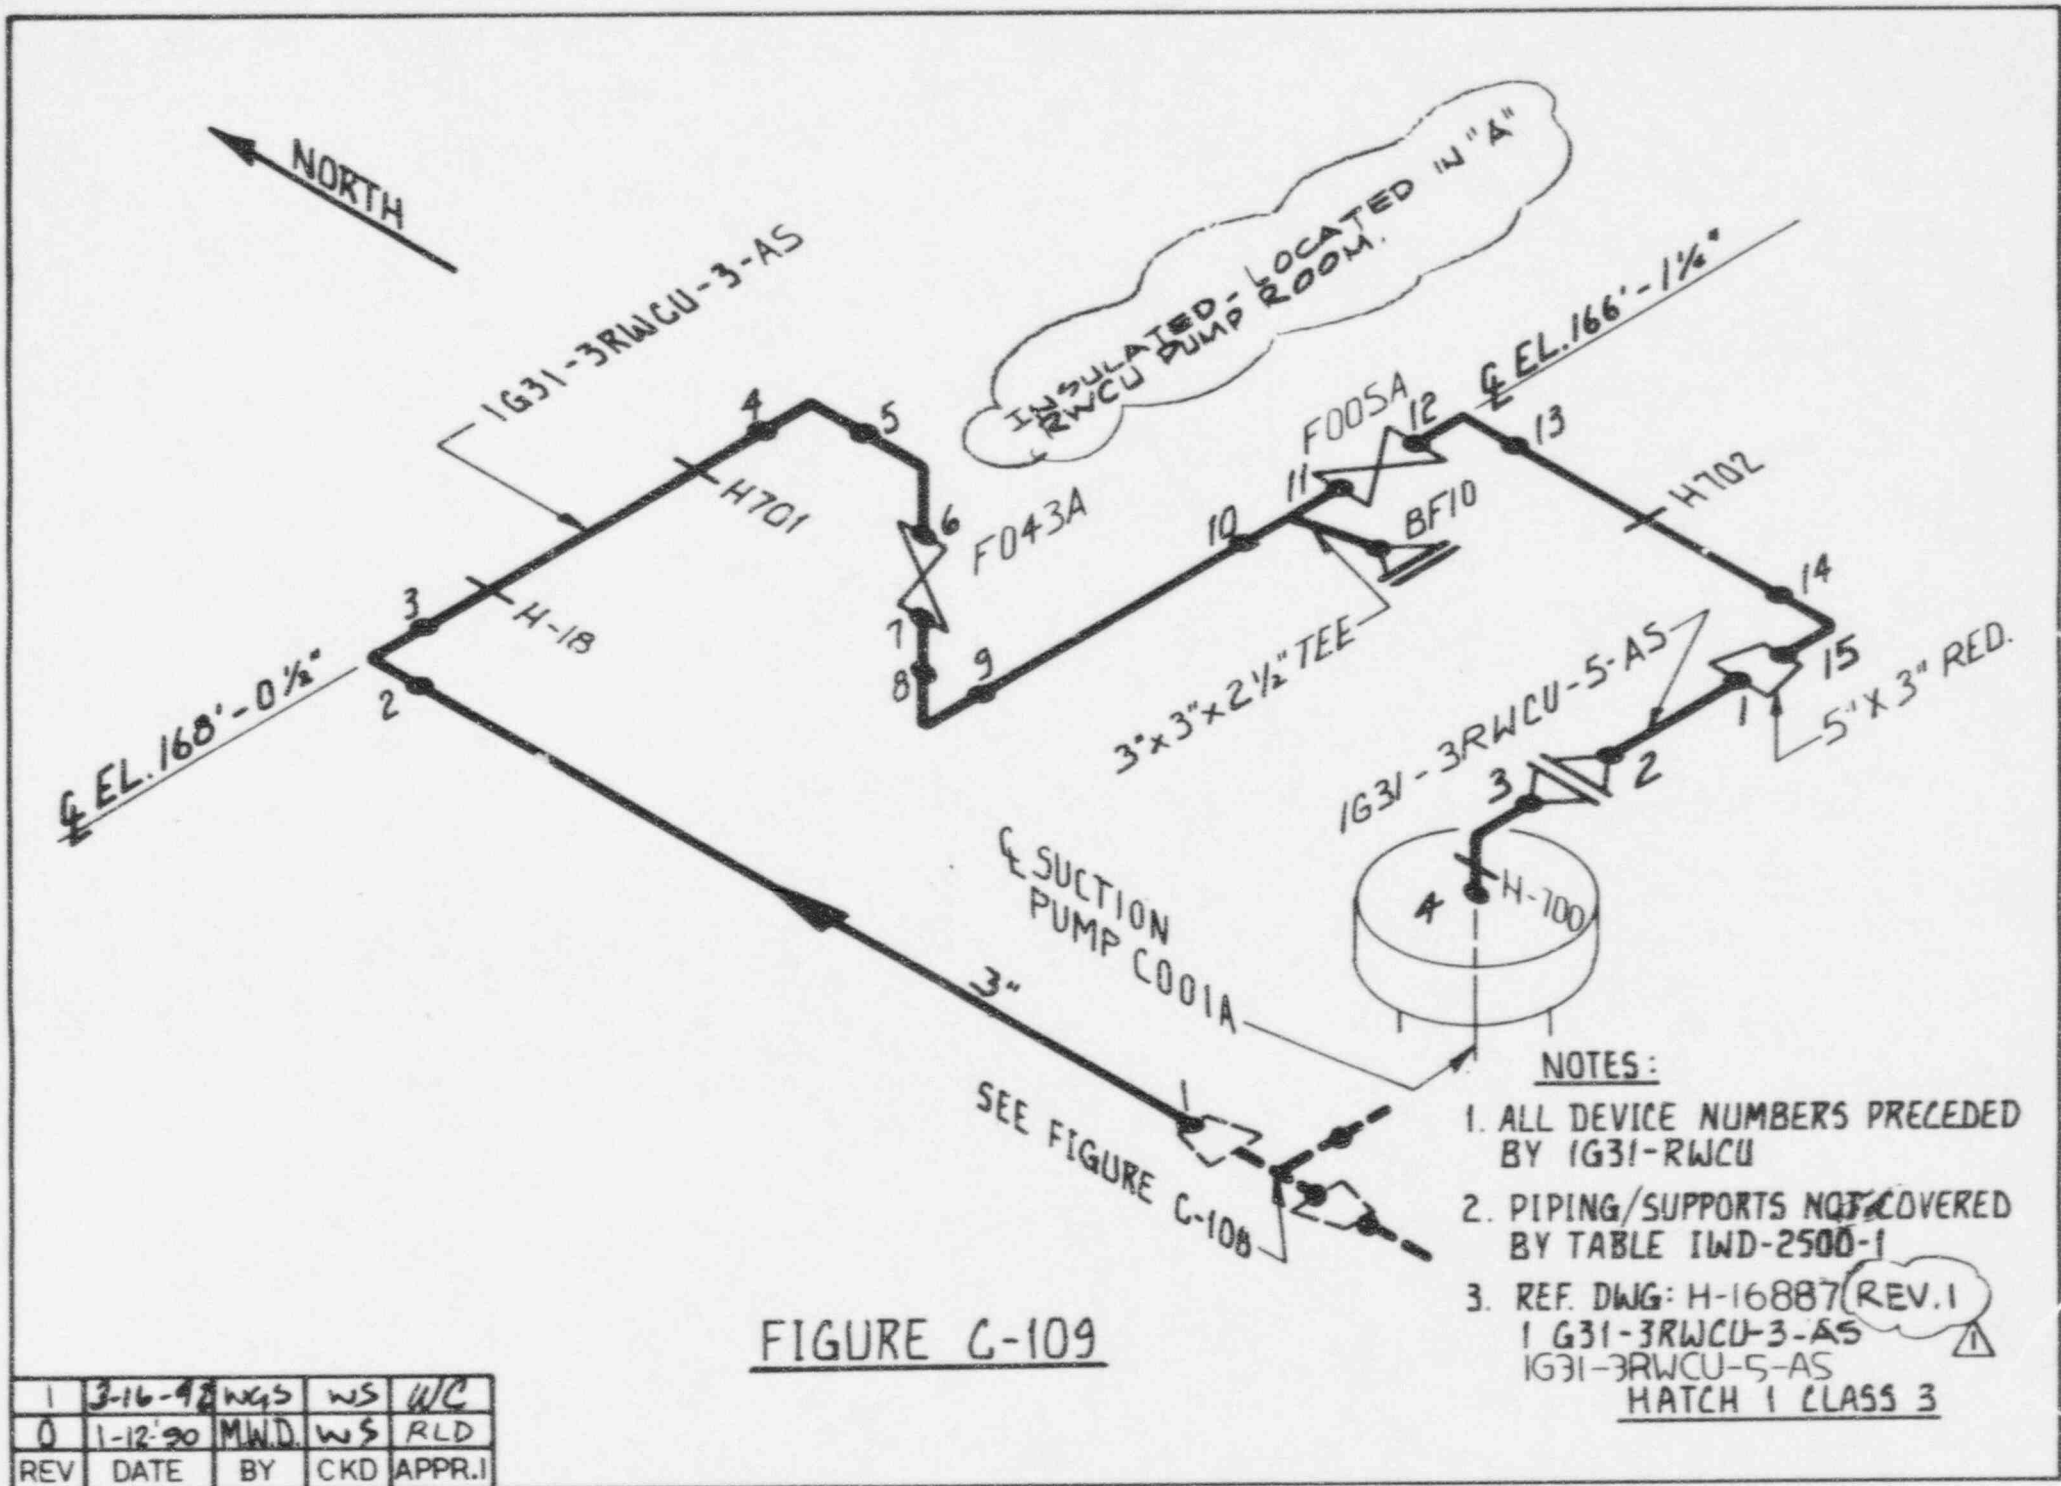 NORTH
1G31-3RWCU-3-AS
INSULATED - LOCATED IN "A"
RWCU PUMP ROOM.
℄ EL. 166' - 1¼"
4
5
H701
6
F043A
F005A
12
13
11
10
BF10
H702
3
H-18
7
8
9
14
15
℄ EL. 168' - 0½"
2
3"x3"x2½" TEE
1G31-3RWCU-5-AS
1
5"X3" RED.
2
3
℄ SUCTION
PUMP C001A
4
H-700
3"
1
SEE FIGURE C-108
NOTES:
1. ALL DEVICE NUMBERS PRECEDED
BY 1G31-RWCU
2. PIPING/SUPPORTS NOT COVERED
BY TABLE IWD-2500-1
3. REF. DWG: H-16887 REV.1
1G31-3RWCU-3-AS
1
1G31-3RWCU-5-AS
HATCH 1 CLASS 3
FIGURE C-109
1 3-16-92 WGS WS WC
0 1-12-90 M.W.D. WS RLD
REV DATE BY CKD APPR.